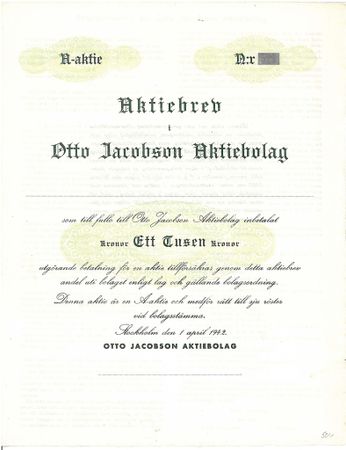 A-aktie N:r
Aktiebrev
i
Otto Jacobson Aktiebolag
som till fullo till Otto Jacobson Aktiebolag inbetalat
Kronor Ett Tusen Kronor
utgörande betalning för en aktie tillförsäkras genom detta aktiebrev
andel uti bolaget enligt lag och gällande bolagsordning.
Denna aktie är en A-aktie och medför rätt till sju röster
vid bolagsstämma.
Stockholm den 1 april 1942.
OTTO JACOBSON AKTIEBOLAG